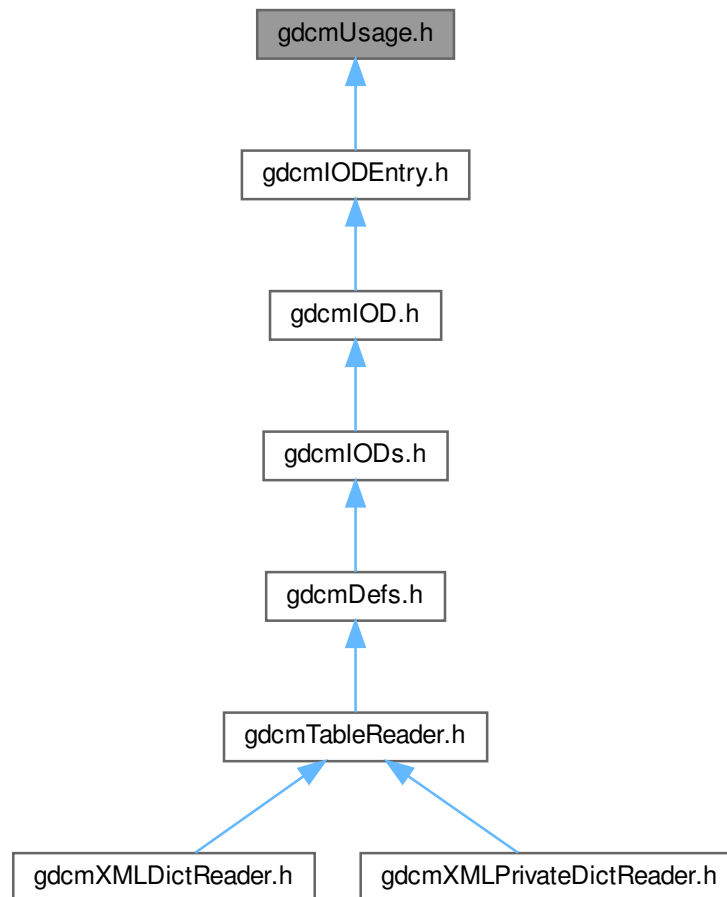 gdcmUsage.h
gdcmIODEntry.h
gdcmIOD.h
gdcmIODs.h
gdcmDefs.h
gdcmTableReader.h
gdcmXMLDictReader.h
gdcmXMLPrivateDictReader.h